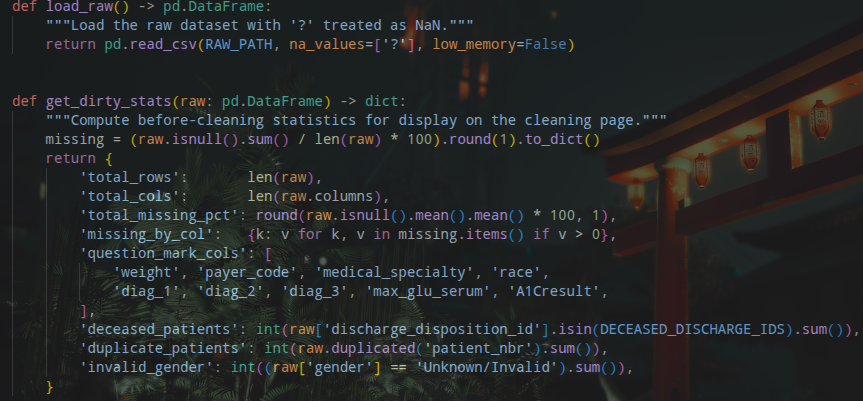 def load_raw() -> pd.DataFrame:
    """Load the raw dataset with '?' treated as NaN."""
    return pd.read_csv(RAW_PATH, na_values=['?'], low_memory=False)
def get_dirty_stats(raw: pd.DataFrame) -> dict:
    """Compute before-cleaning statistics for display on the cleaning page."""
    missing = (raw.isnull().sum() / len(raw) * 100).round(1).to_dict()
    return {
        'total_rows':       len(raw),
        'total_cols':       len(raw.columns),
        'total_missing_pct': round(raw.isnull().mean().mean() * 100, 1),
        'missing_by_col':   {k: v for k, v in missing.items() if v > 0},
        'question_mark_cols': [
            'weight', 'payer_code', 'medical_specialty', 'race',
            'diag_1', 'diag_2', 'diag_3', 'max_glu_serum', 'A1Cresult',
        ],
        'deceased_patients': int(raw['discharge_disposition_id'].isin(DECEASED_DISCHARGE_IDS).sum()),
        'duplicate_patients': int(raw.duplicated('patient_nbr').sum()),
        'invalid_gender': int((raw['gender'] == 'Unknown/Invalid').sum()),
    }